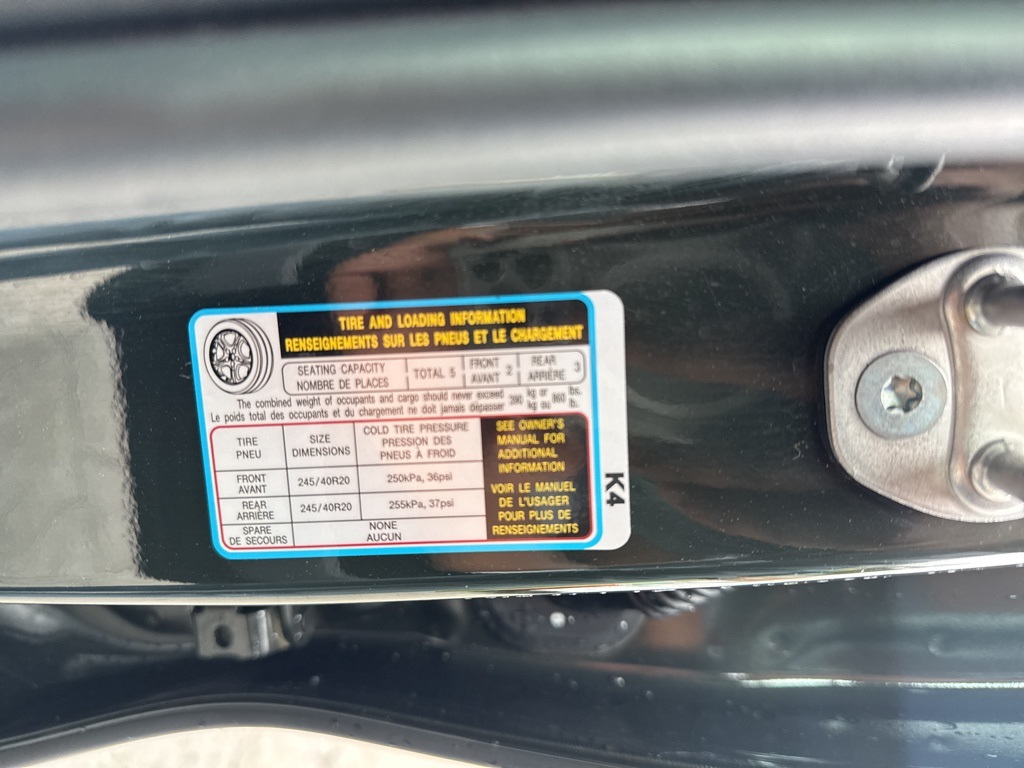 TIRE AND LOADING INFORMATION
RENSEIGNEMENTS SUR LES PNEUS ET LE CHARGEMENT
SEATING CAPACITY
NOMBRE DE PLACES
TOTAL 5
FRONT
AVANT
2
REAR
ARRIÈRE
3
The combined weight of occupants and cargo should never exceed 390 kg or 860 lbs.
Le poids total des occupants et du chargement ne doit jamais dépasser kg ou lb.
TIRE
PNEU
SIZE
DIMENSIONS
COLD TIRE PRESSURE
PRESSION DES
PNEUS À FROID
FRONT
AVANT
245/40R20
250kPa, 36psi
REAR
ARRIÈRE
245/40R20
255kPa, 37psi
SPARE
DE SECOURS
NONE
AUCUN
SEE OWNER'S
MANUAL FOR
ADDITIONAL
INFORMATION
VOIR LE MANUEL
DE L'USAGER
POUR PLUS DE
RENSEIGNEMENTS
K4